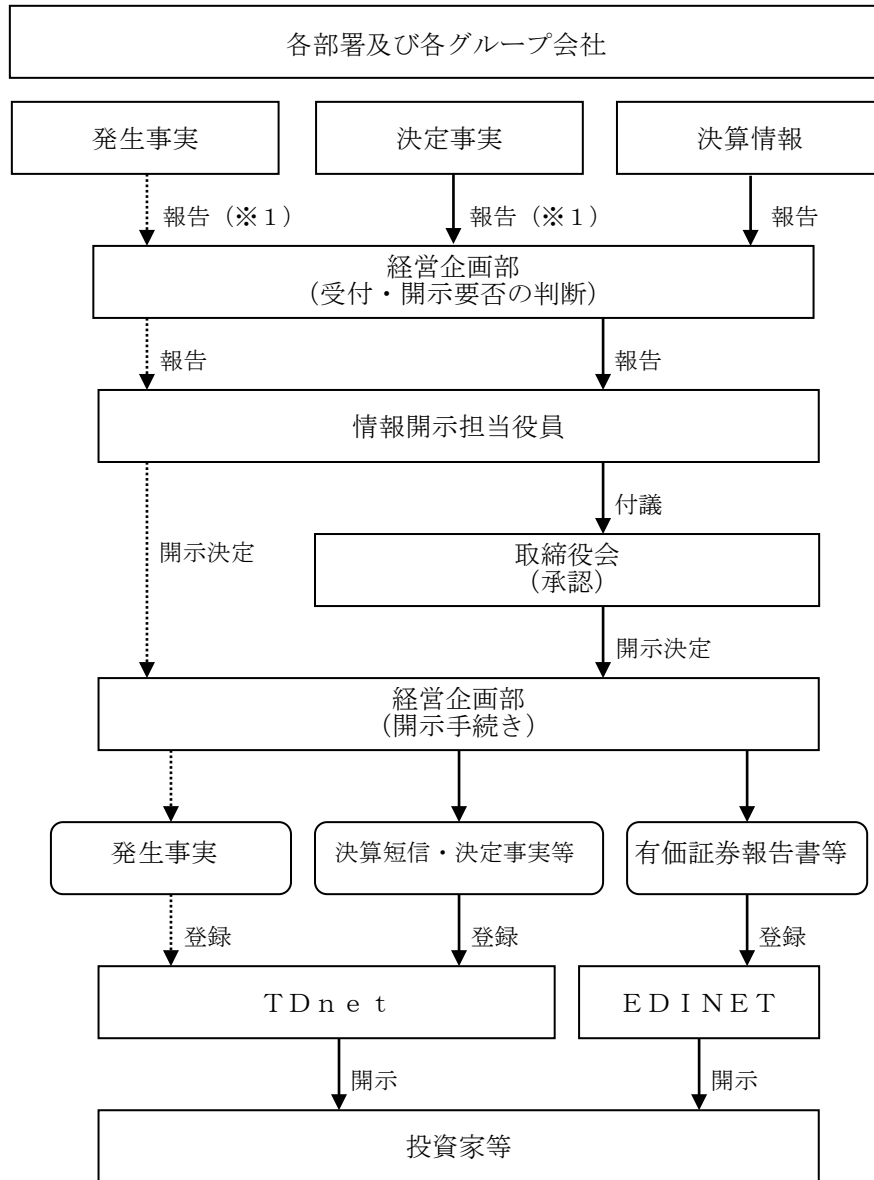 各部署及び各グループ会社
発生事実
決定事実
決算情報
報告（※１）
報告（※１）
報告
経営企画部
（受付・開示要否の判断）
報告
報告
情報開示担当役員
付議
開示決定
取締役会
（承認）
開示決定
経営企画部
（開示手続き）
発生事実
決算短信・決定事実等
有価証券報告書等
登録
登録
登録
ＴＤｎｅｔ
ＥＤＩＮＥＴ
開示
開示
投資家等